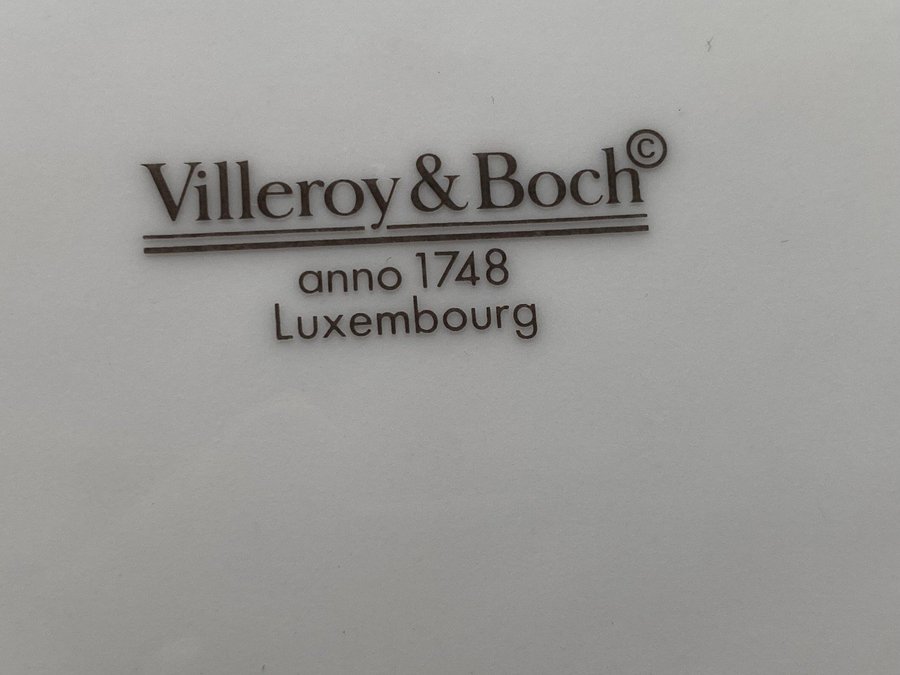 Villeroy & Boch©
anno 1748
Luxembourg